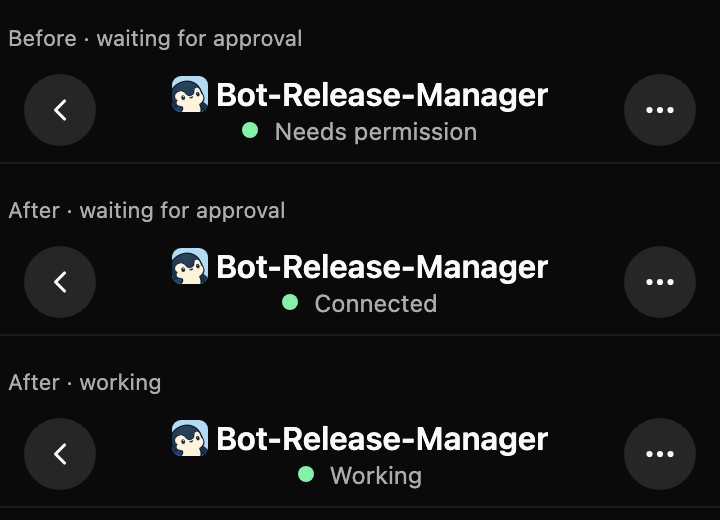 Before · waiting for approval
Bot-Release-Manager
Needs permission
After · waiting for approval
Bot-Release-Manager
Connected
After · working
Bot-Release-Manager
Working